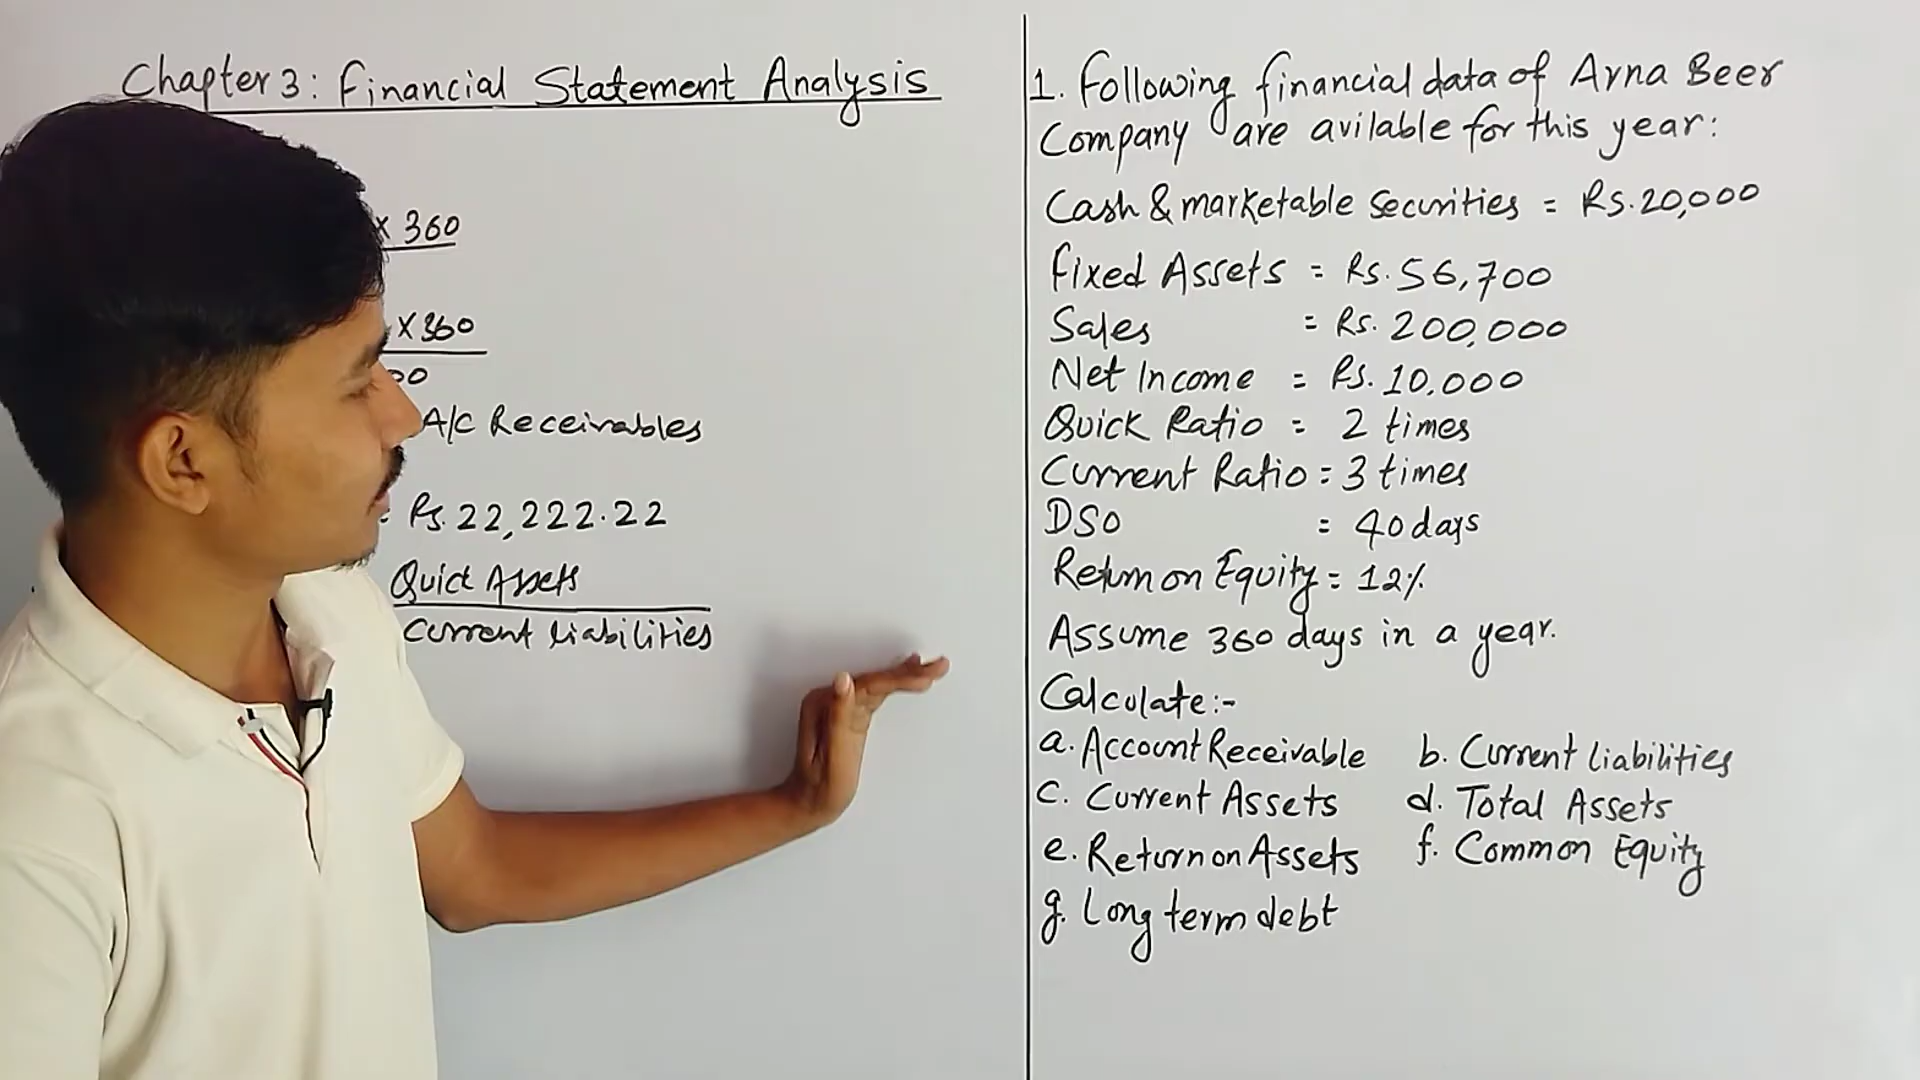 Chapter 3: Financial Statement Analysis
X 360
X 360
00
A/C Receivables
= Rs. 22,222.22
Quick Assets
Current liabilities
1. Following financial data of Arna Beer
Company are avilable for this year:
Cash & marketable securities = Rs. 20,000
Fixed Assets = Rs. 56,700
Sales = Rs. 200,000
Net Income = Rs. 10,000
Quick Ratio = 2 times
Current Ratio = 3 times
DSO = 40 days
Return on Equity = 12%
Assume 360 days in a year.
Calculate:-
a. Account Receivable b. Current liabilities
c. Current Assets d. Total Assets
e. Return on Assets f. Common Equity
g. Long term debt